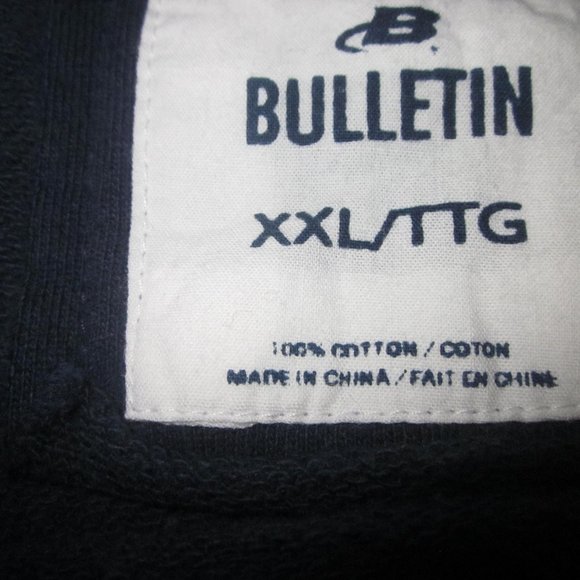 B
BULLETIN
XXL/TTG
100% COTTON / COTON
MADE IN CHINA / FAIT EN CHINE